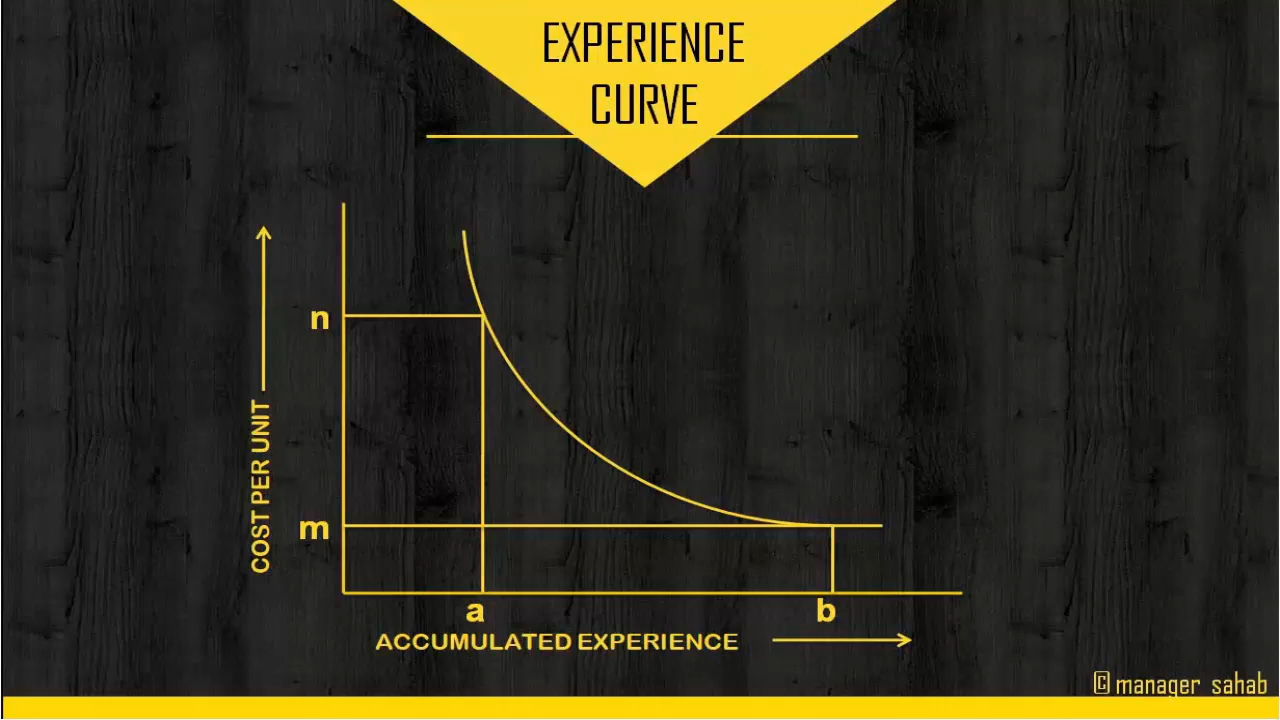 EXPERIENCE
CURVE
COST PER UNIT
n
m
a
b
ACCUMULATED EXPERIENCE
© manager sahab